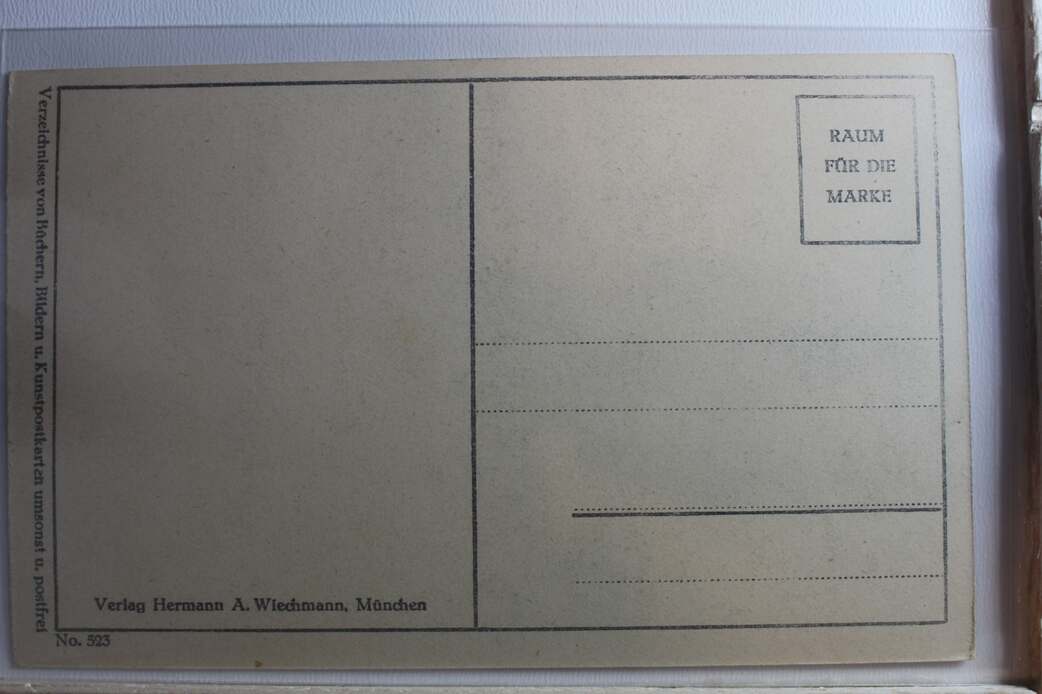 RAUM
FÜR DIE
MARKE
Verzeichnisse von Büchern, Bildern u. Kunstpostkarten umsonst u. postfrei
Verlag Hermann A. Wiechmann, München
No. 523